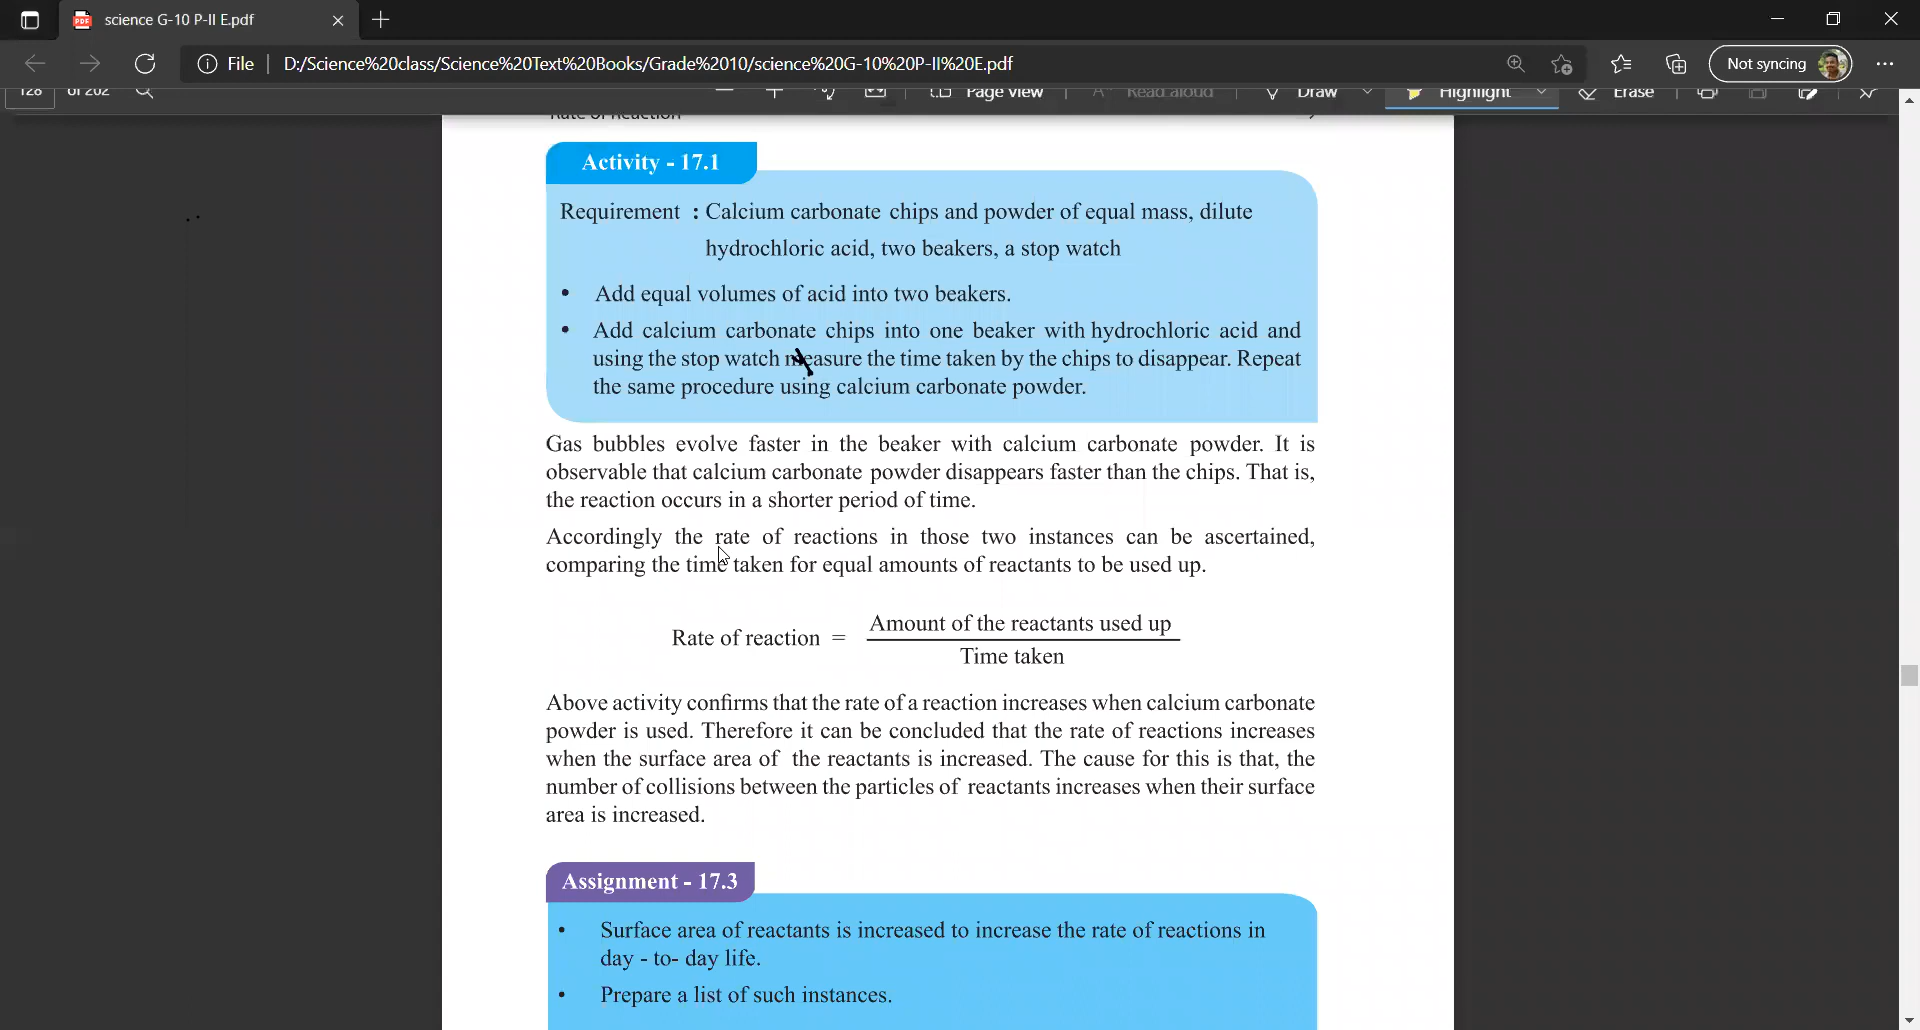 science G-10 P-II E.pdf
File
D:/Science%20class/Science%20Text%20Books/Grade%2010/science%20G-10%20P-II%20E.pdf
Not syncing
128 of 202
Page view
Read aloud
Draw
Highlight
Erase
Rate of Reaction
Activity - 17.1
Requirement : Calcium carbonate chips and powder of equal mass, dilute
hydrochloric acid, two beakers, a stop watch
• Add equal volumes of acid into two beakers.
• Add calcium carbonate chips into one beaker with hydrochloric acid and
using the stop watch measure the time taken by the chips to disappear. Repeat
the same procedure using calcium carbonate powder.
Gas bubbles evolve faster in the beaker with calcium carbonate powder. It is
observable that calcium carbonate powder disappears faster than the chips. That is,
the reaction occurs in a shorter period of time.
Accordingly the rate of reactions in those two instances can be ascertained,
comparing the time taken for equal amounts of reactants to be used up.
Rate of reaction = Amount of the reactants used up
Time taken
Above activity confirms that the rate of a reaction increases when calcium carbonate
powder is used. Therefore it can be concluded that the rate of reactions increases
when the surface area of the reactants is increased. The cause for this is that, the
number of collisions between the particles of reactants increases when their surface
area is increased.
Assignment - 17.3
• Surface area of reactants is increased to increase the rate of reactions in
day - to- day life.
• Prepare a list of such instances.